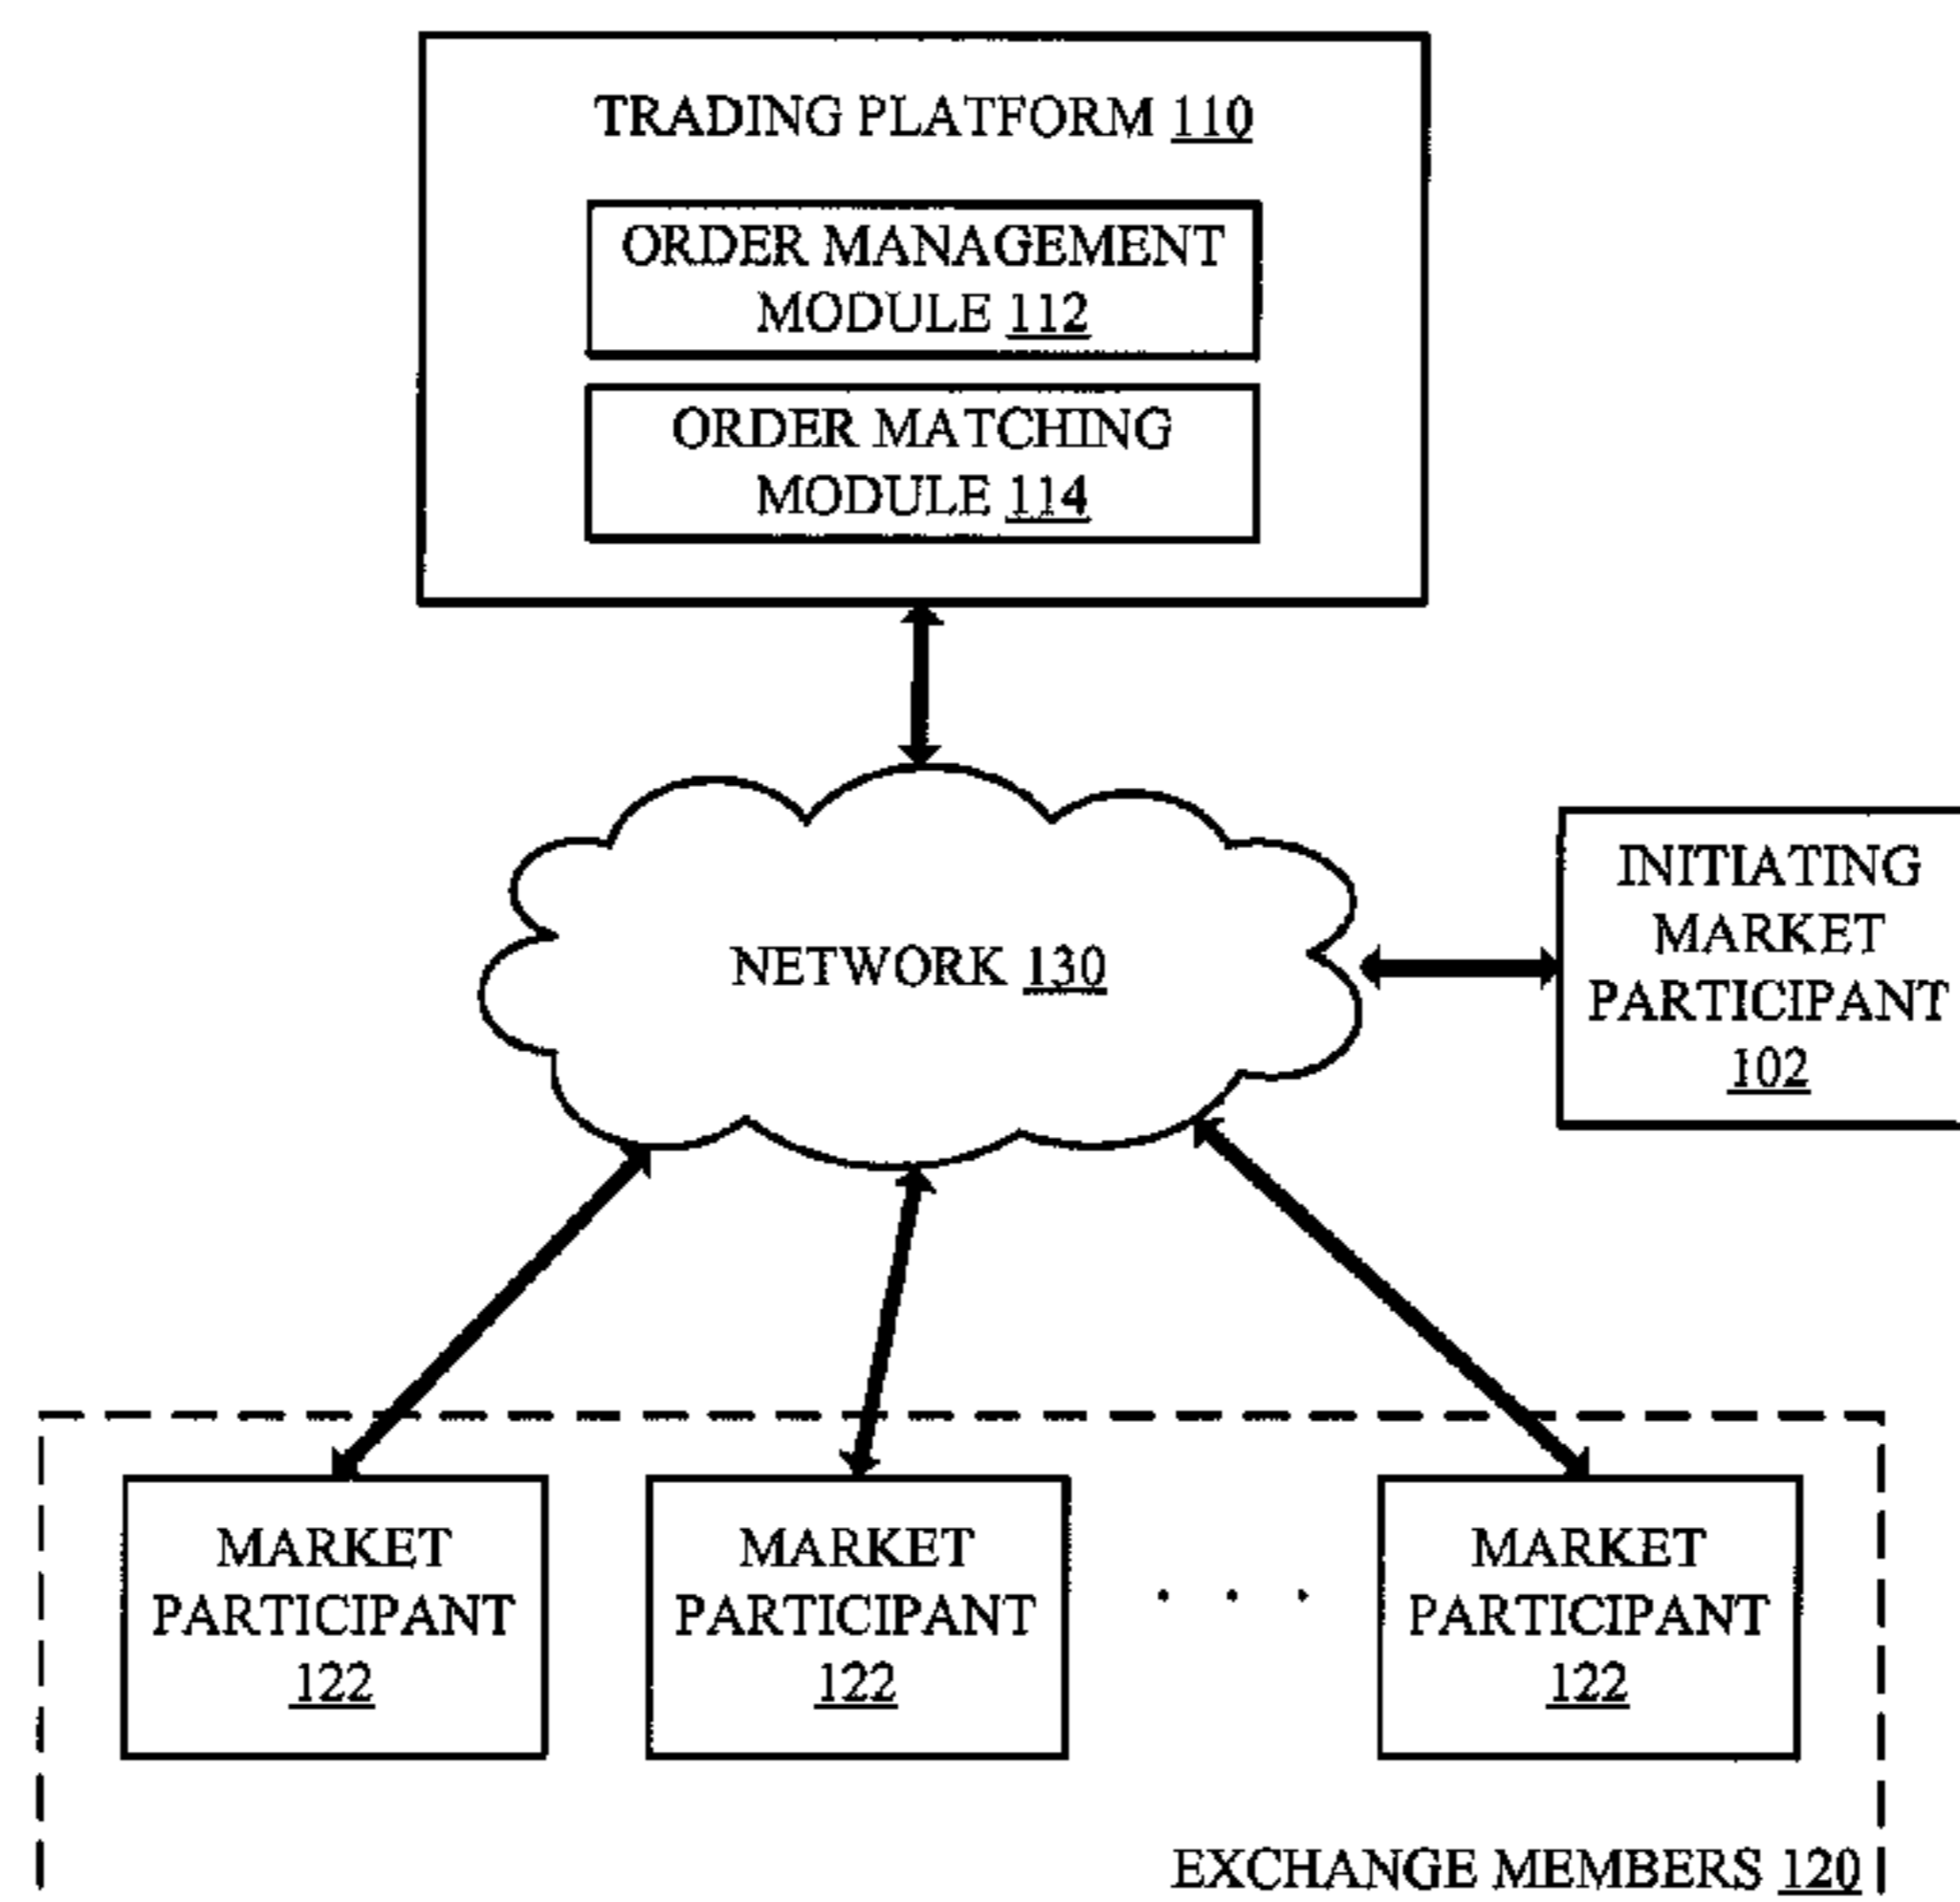 TRADING PLATFORM 110
ORDER MANAGEMENT
MODULE 112
ORDER MATCHING
MODULE 114
NETWORK 130
INITIATING
MARKET
PARTICIPANT
102
MARKET
PARTICIPANT
122
MARKET
PARTICIPANT
122
. . .
MARKET
PARTICIPANT
122
EXCHANGE MEMBERS 120